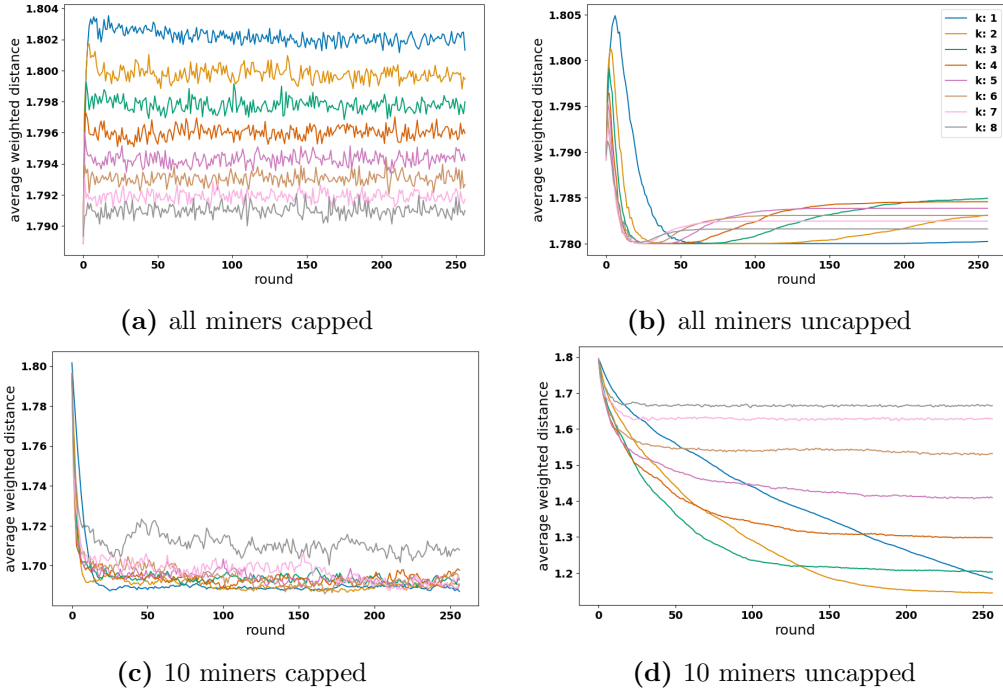 1.804
1.802
1.800
1.798
1.796
1.794
1.792
1.790
average weighted distance
0
50
100
150
200
250
round
(a) all miners capped
1.805
1.800
1.795
1.790
1.785
1.780
average weighted distance
0
50
100
150
200
250
round
k: 1
k: 2
k: 3
k: 4
k: 5
k: 6
k: 7
k: 8
(b) all miners uncapped
1.80
1.78
1.76
1.74
1.72
1.70
average weighted distance
0
50
100
150
200
250
round
(c) 10 miners capped
1.8
1.7
1.6
1.5
1.4
1.3
1.2
average weighted distance
0
50
100
150
200
250
round
(d) 10 miners uncapped